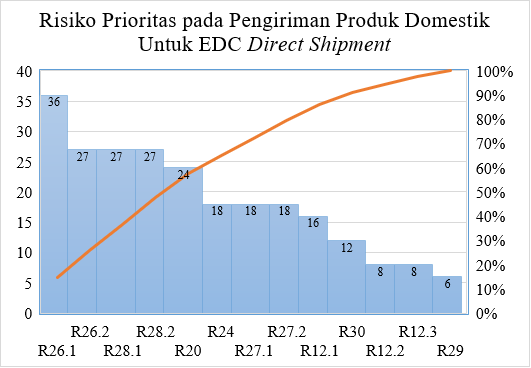 Risiko Prioritas pada Pengiriman Produk Domestik
Untuk EDC Direct Shipment
40 100%
35 90%
30 80%
25 70%
20 60%
15 50%
10 40%
5 30%
0 20%
10%
0%
36 27 27 27 24 18 18 18 16 12 8 8 6
R26.2 R28.2 R24 R27.2 R30 R12.3
R26.1 R28.1 R20 R27.1 R12.1 R12.2 R29